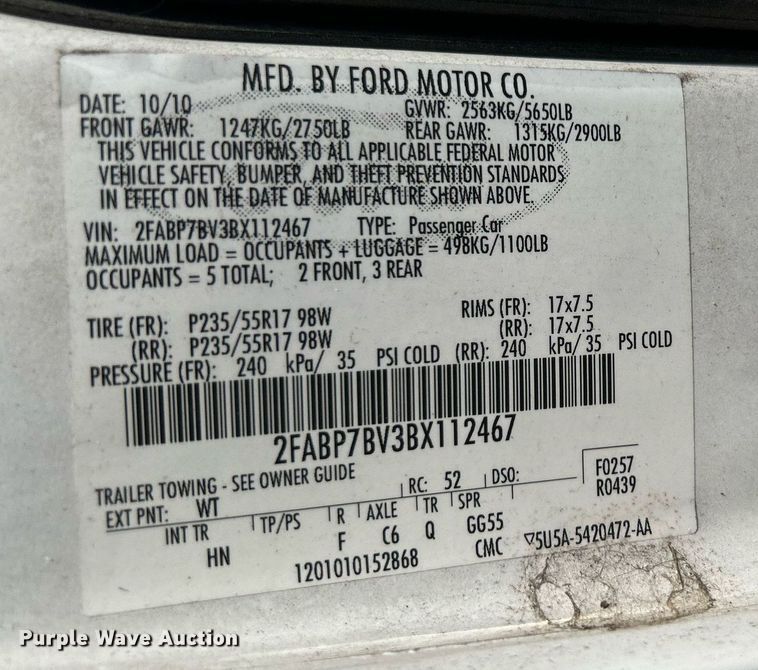 MFD. BY FORD MOTOR CO.
DATE: 10/10 GVWR: 2563KG/5650LB
FRONT GAWR: 1247KG/2750LB REAR GAWR: 1315KG/2900LB
THIS VEHICLE CONFORMS TO ALL APPLICABLE FEDERAL MOTOR
VEHICLE SAFETY, BUMPER, AND THEFT PREVENTION STANDARDS
IN EFFECT ON THE DATE OF MANUFACTURE SHOWN ABOVE.
VIN: 2FABP7BV3BX112467 TYPE: Passenger Car
MAXIMUM LOAD = OCCUPANTS + LUGGAGE = 498KG/1100LB
OCCUPANTS = 5 TOTAL; 2 FRONT, 3 REAR
TIRE (FR): P235/55R17 98W RIMS (FR): 17x7.5
(RR): P235/55R17 98W (RR): 17x7.5
PRESSURE (FR): 240 kPa/ 35 PSI COLD (RR): 240 kPa/ 35 PSI COLD
2FABP7BV3BX112467
TRAILER TOWING - SEE OWNER GUIDE
EXT PNT: WT RC: 52 DSO: F0257
R0439
INT TR TP/PS R AXLE TR SPR
HN F C6 Q GG55
1201010152868 CMC ▽5U5A-5420472-AA
Purple Wave Auction